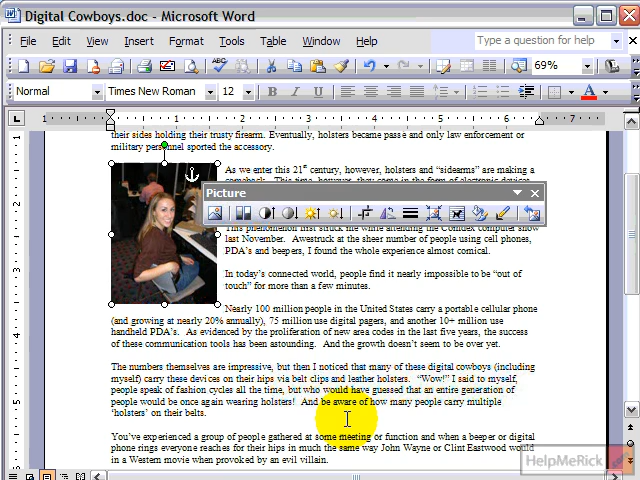 Digital Cowboys.doc - Microsoft Word
File Edit View Insert Format Tools Table Window Help Type a question for help
69%
Normal Times New Roman 12 B I U
1 1 2 3 4 5 6 7
their sides holding their trusty firearm. Eventually, holsters became passé and only law enforcement or
military personnel sported the accessory.
As we enter this 21st century, however, holsters and “sidearms” are making a
comeback. This time, however, they come in the form of electronic devices
Picture
This phenomenon first struck me while attending the Comdex computer show
last November. Awestruck at the sheer number of people using cell phones,
PDA's and beepers, I found the whole experience almost comical.
In today's connected world, people find it nearly impossible to be “out of
touch” for more than a few minutes.
Nearly 100 million people in the United States carry a portable cellular phone
(and growing at nearly 20% annually), 75 million use digital pagers, and another 10+ million use
handheld PDA's. As evidenced by the proliferation of new area codes in the last five years, the success
of these communication tools has been astounding. And the growth doesn't seem to be over yet.
The numbers themselves are impressive, but then I noticed that many of these digital cowboys (including
myself) carry these devices on their hips via belt clips and leather holsters. “Wow!” I said to myself,
people speak of fashion cycles all the time, but who would have guessed that an entire generation of
people would be once again wearing holsters! And be aware of how many people carry multiple
‘holsters’ on their belts.
You've experienced a group of people gathered at some meeting or function and when a beeper or digital
phone rings everyone reaches for their hips in much the same way John Wayne or Clint Eastwood would
in a Western movie when provoked by an evil villain.
HelpMeRick